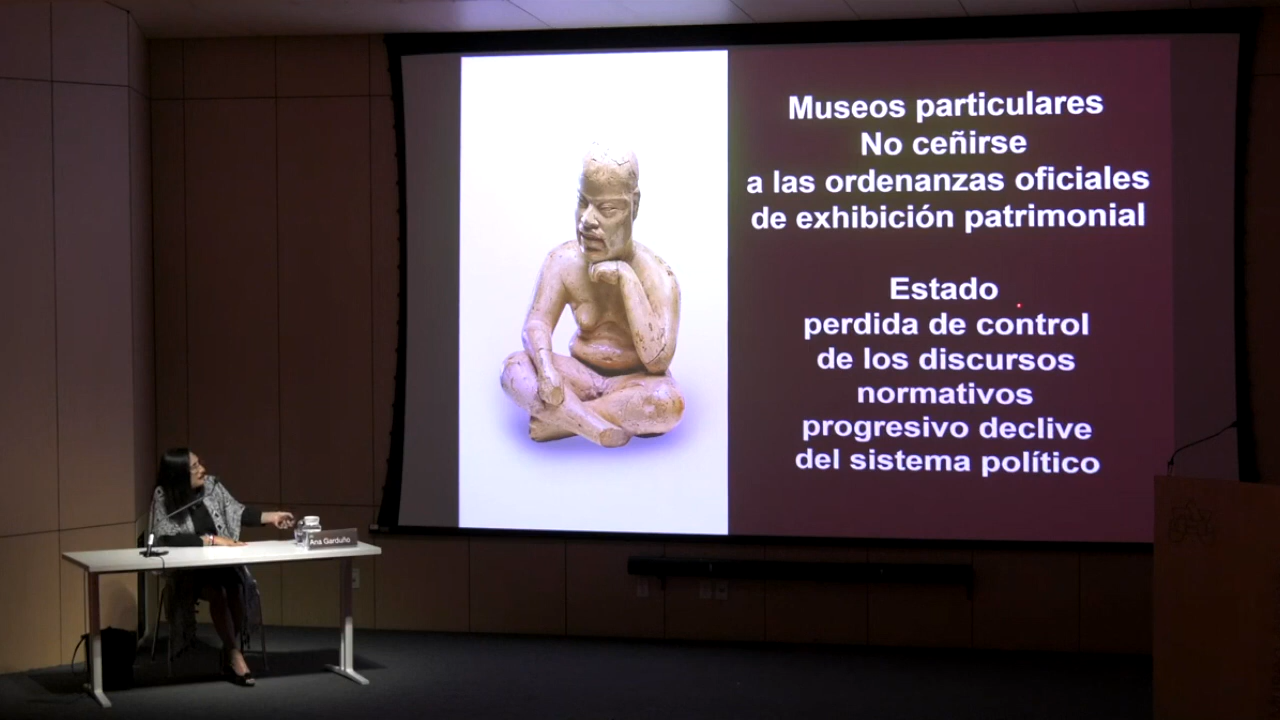 Museos particulares
No ceñirse
a las ordenanzas oficiales
de exhibición patrimonial
Estado
perdida de control
de los discursos
normativos
progresivo declive
del sistema político
Ana Garduño